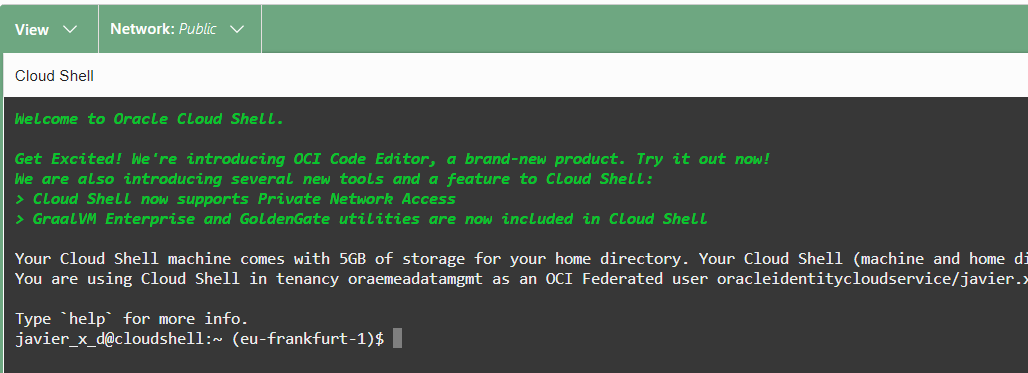 View Network: Public
Cloud Shell
Welcome to Oracle Cloud Shell.
Get Excited! We're introducing OCI Code Editor, a brand-new product. Try it out now!
We are also introducing several new tools and a feature to Cloud Shell:
> Cloud Shell now supports Private Network Access
> GraalVM Enterprise and GoldenGate utilities are now included in Cloud Shell
Your Cloud Shell machine comes with 5GB of storage for your home directory. Your Cloud Shell (machine and home di
You are using Cloud Shell in tenancy oraemeadatamgmt as an OCI Federated user oracleidentitycloudservice/javier.x
Type `help` for more info.
javier_x_d@cloudshell:~ (eu-frankfurt-1)$